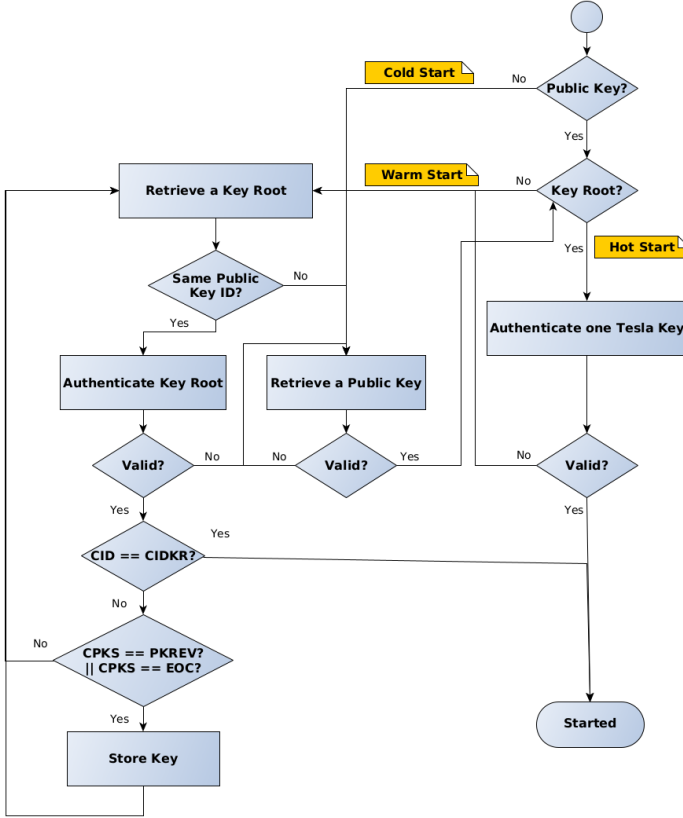 Cold Start
No
Public Key?
Yes
Retrieve a Key Root
Warm Start
No
Key Root?
Yes
Hot Start
Same Public
Key ID?
No
Yes
Authenticate one Tesla Key
Authenticate Key Root
Retrieve a Public Key
Valid?
No
No
Valid?
Yes
No
Valid?
Yes
Yes
Yes
CID == CIDKR?
No
No
CPKS == PKREV?
|| CPKS == EOC?
Yes
Started
Store Key